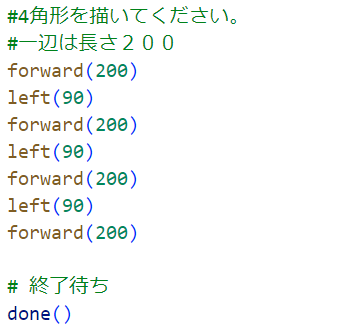 #4角形を描いてください。
#一辺は長さ２００
forward(200)
left(90)
forward(200)
left(90)
forward(200)
left(90)
forward(200)
# 終了待ち
done()